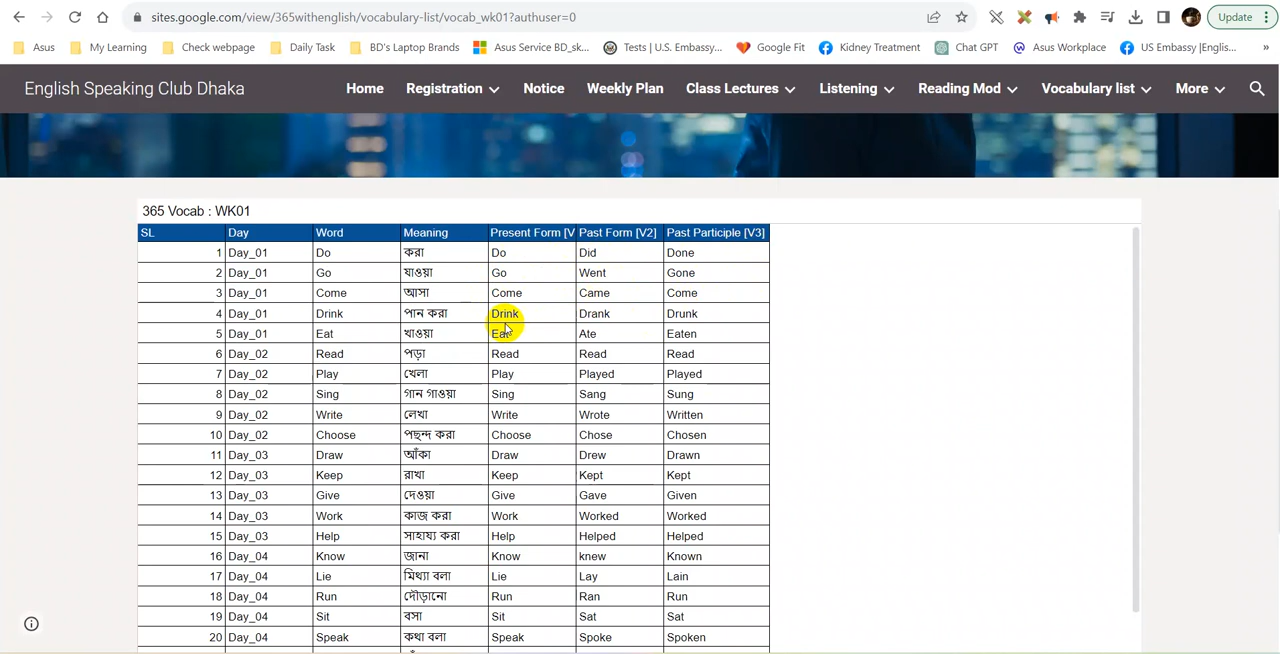 sites.google.com/view/365withenglish/vocabulary-list/vocab_wk01?authuser=0
Update
Asus My Learning Check webpage Daily Task BD's Laptop Brands Asus Service BD_sk... Tests | U.S. Embassy... Google Fit Kidney Treatment Chat GPT Asus Workplace US Embassy |Englis... »
English Speaking Club Dhaka Home Registration Notice Weekly Plan Class Lectures Listening Reading Mod Vocabulary list More
365 Vocab : WK01
SL Day Word Meaning Present Form [V Past Form [V2] Past Participle [V3]
1 Day_01 Do করা Do Did Done
2 Day_01 Go যাওয়া Go Went Gone
3 Day_01 Come আসা Come Came Come
4 Day_01 Drink পান করা Drink Drank Drunk
5 Day_01 Eat খাওয়া Eat Ate Eaten
6 Day_02 Read পড়া Read Read Read
7 Day_02 Play খেলা Play Played Played
8 Day_02 Sing গান গাওয়া Sing Sang Sung
9 Day_02 Write লেখা Write Wrote Written
10 Day_02 Choose পছন্দ করা Choose Chose Chosen
11 Day_03 Draw আঁকা Draw Drew Drawn
12 Day_03 Keep রাখা Keep Kept Kept
13 Day_03 Give দেওয়া Give Gave Given
14 Day_03 Work কাজ করা Work Worked Worked
15 Day_03 Help সাহায্য করা Help Helped Helped
16 Day_04 Know জানা Know knew Known
17 Day_04 Lie মিথ্যা বলা Lie Lay Lain
18 Day_04 Run দৌড়ানো Run Ran Run
19 Day_04 Sit বসা Sit Sat Sat
20 Day_04 Speak কথা বলা Speak Spoke Spoken